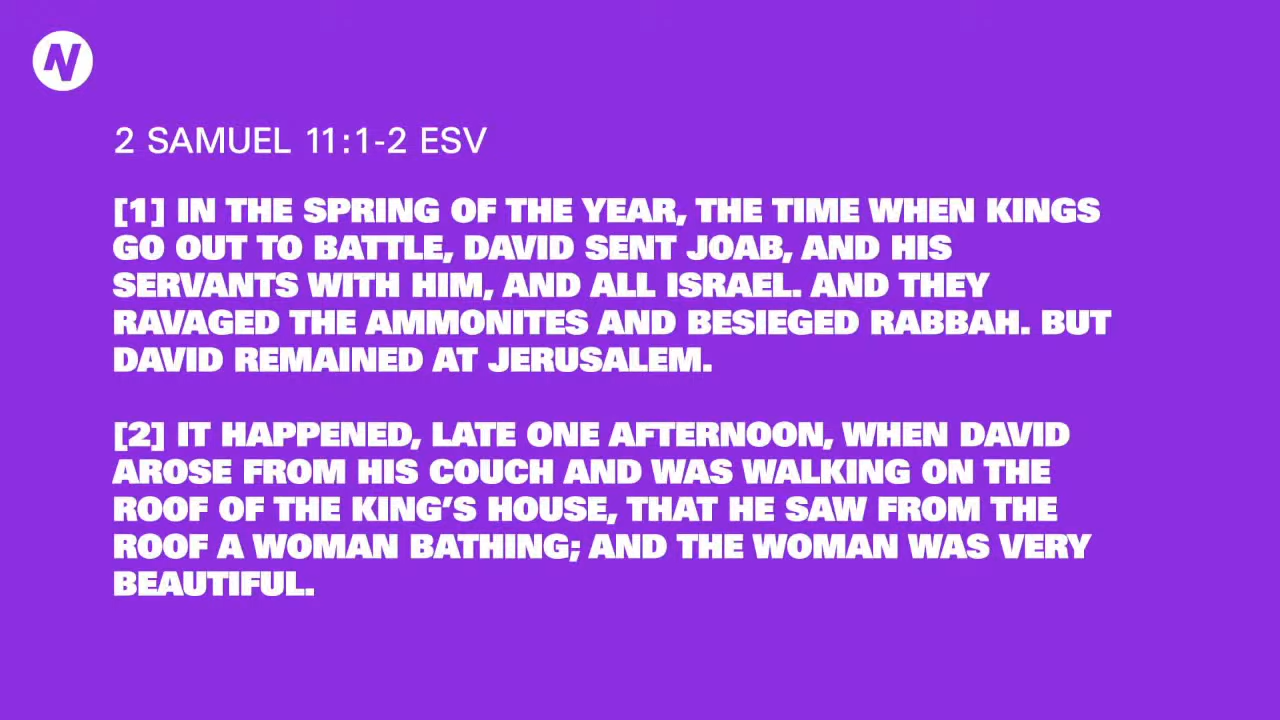 N
2 SAMUEL 11:1-2 ESV
[1] IN THE SPRING OF THE YEAR, THE TIME WHEN KINGS
GO OUT TO BATTLE, DAVID SENT JOAB, AND HIS
SERVANTS WITH HIM, AND ALL ISRAEL. AND THEY
RAVAGED THE AMMONITES AND BESIEGED RABBAH. BUT
DAVID REMAINED AT JERUSALEM.
[2] IT HAPPENED, LATE ONE AFTERNOON, WHEN DAVID
AROSE FROM HIS COUCH AND WAS WALKING ON THE
ROOF OF THE KING’S HOUSE, THAT HE SAW FROM THE
ROOF A WOMAN BATHING; AND THE WOMAN WAS VERY
BEAUTIFUL.